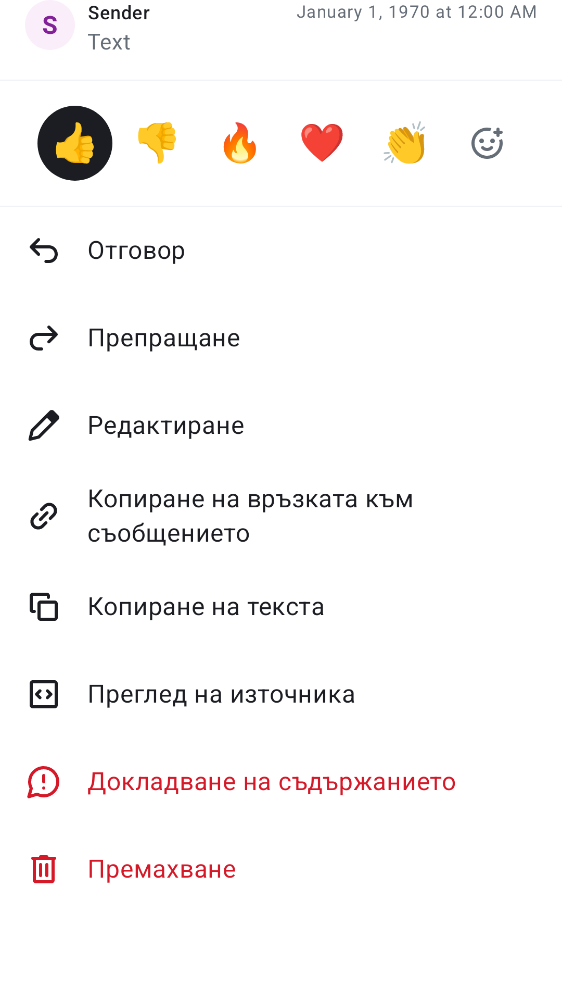 S
Sender
January 1, 1970 at 12:00 AM
Text
Отговор
Препращане
Редактиране
Копиране на връзката към
съобщението
Копиране на текста
Преглед на източника
Докладване на съдържанието
Премахване